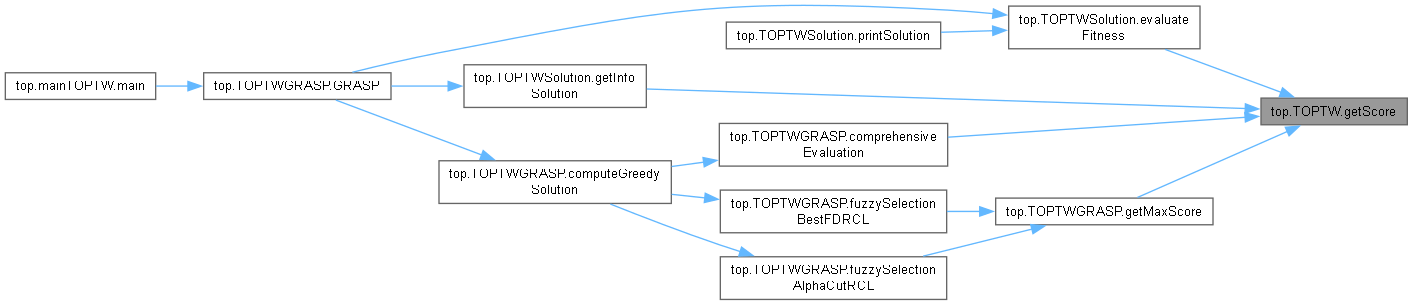 top.TOPTWSolution.evaluate
Fitness
top.TOPTWSolution.printSolution
top.mainTOPTW.main
top.TOPTWGRASP.GRASP
top.TOPTWSolution.getInfo
Solution
top.TOPTW.getScore
top.TOPTWGRASP.comprehensive
Evaluation
top.TOPTWGRASP.computeGreedy
Solution
top.TOPTWGRASP.fuzzySelection
BestFDRCL
top.TOPTWGRASP.getMaxScore
top.TOPTWGRASP.fuzzySelection
AlphaCutRCL